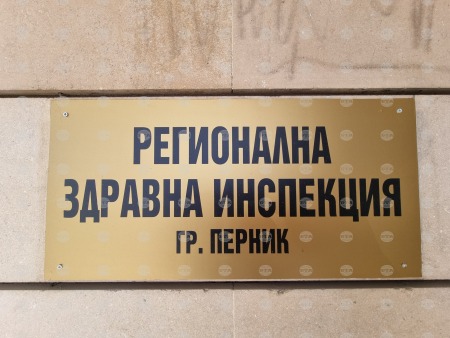 РЕГИОНАЛНА
ЗДРАВНА ИНСПЕКЦИЯ
ГР. ПЕРНИК